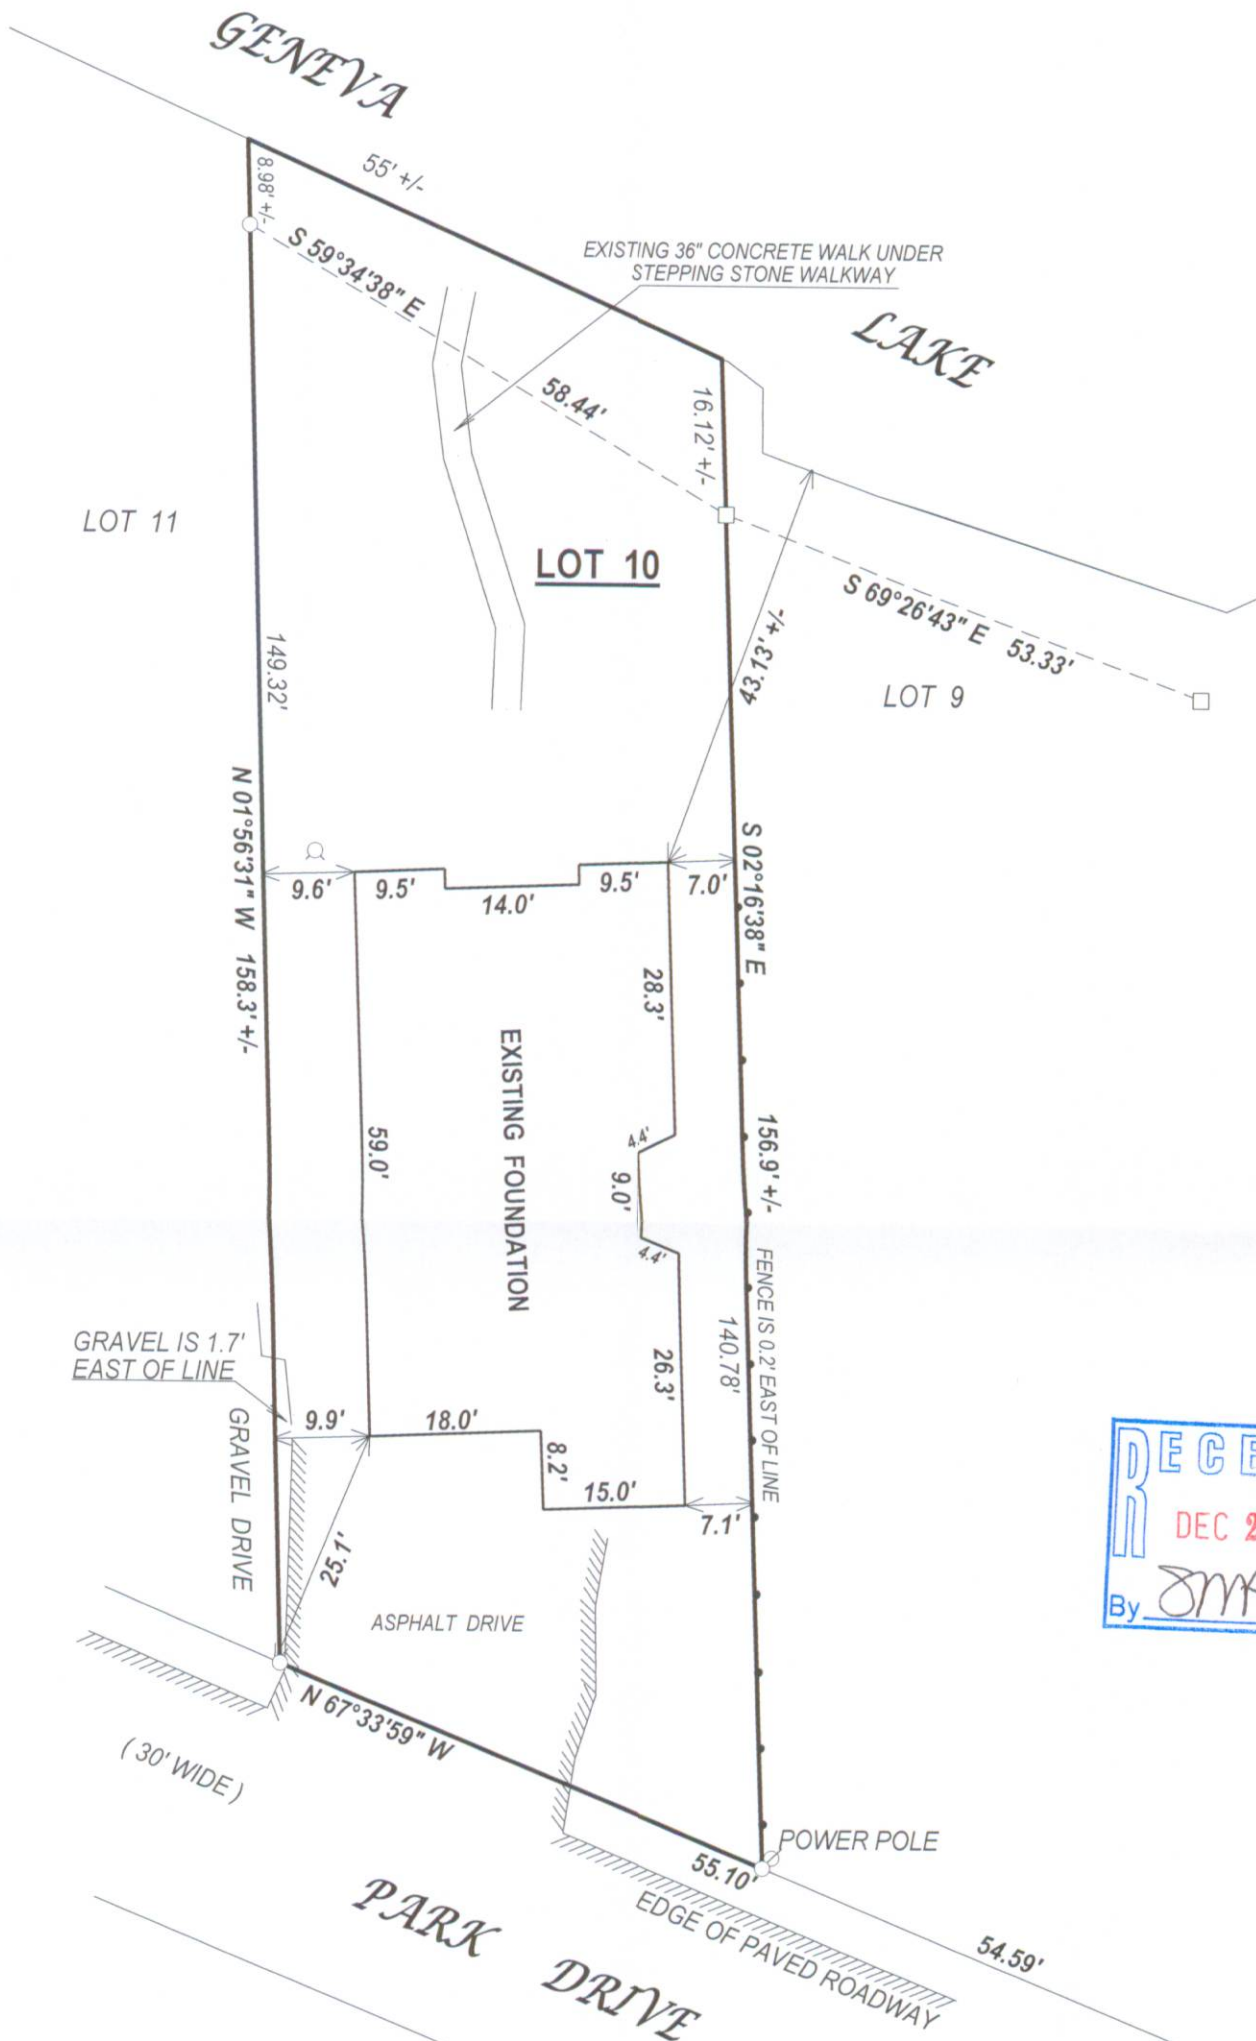 GENEVA
LAKE
55' +/-
8.98' +/-
S 59°34'38" E
58.44'
EXISTING 36" CONCRETE WALK UNDER
STEPPING STONE WALKWAY
16.12' +/-
LOT 11
LOT 10
S 69°26'43" E 53.33'
43.13' +/-
LOT 9
149.32'
N 01°56'31" W 158.3' +/-
S 02°16'38" E
156.9' +/-
9.6'
9.5'
14.0'
9.5'
7.0'
28.3'
EXISTING FOUNDATION
4.4'
9.0'
4.4'
59.0'
FENCE IS 0.2' EAST OF LINE
140.78'
26.3'
GRAVEL IS 1.7'
EAST OF LINE
GRAVEL DRIVE
9.9'
18.0'
8.2'
15.0'
7.1'
25.1'
ASPHALT DRIVE
DECE
DEC 2
By
N 67°33'59" W
(30' WIDE)
POWER POLE
55.10'
EDGE OF PAVED ROADWAY
54.59'
PARK DRIVE